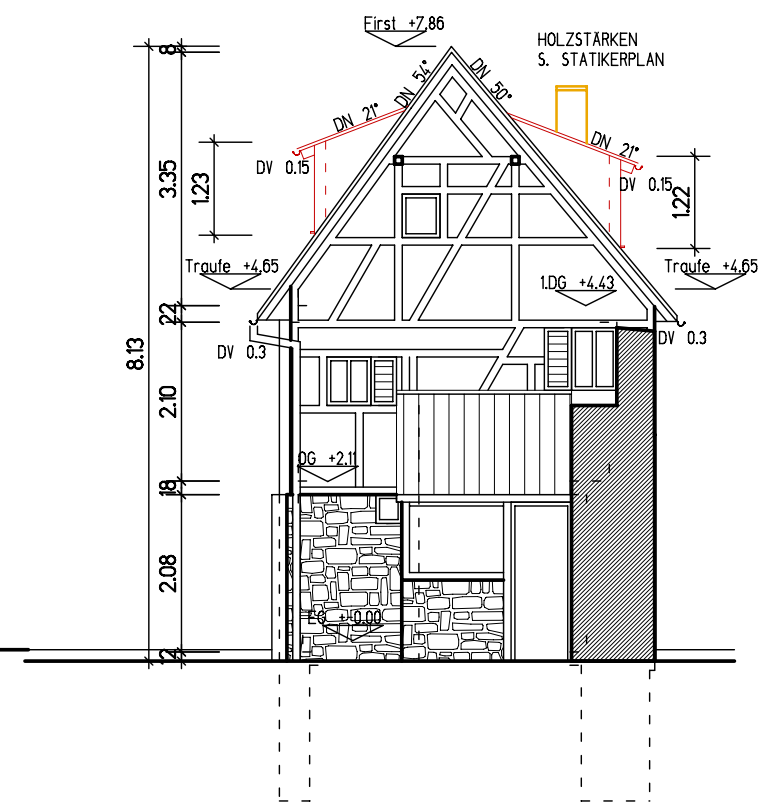 First +7.86
HOLZSTÄRKEN
S. STATIKERPLAN
8
DN 54°
DN 50°
DN 21°
DN 21°
DV 0.15
DV 0.15
3.35
1.23
1.22
Traufe +4.65
Traufe +4.65
1.DG +4.43
22
DV 0.3
DV 0.3
8.13
2.10
OG +2.11
18
2.08
EG +-0.00
12